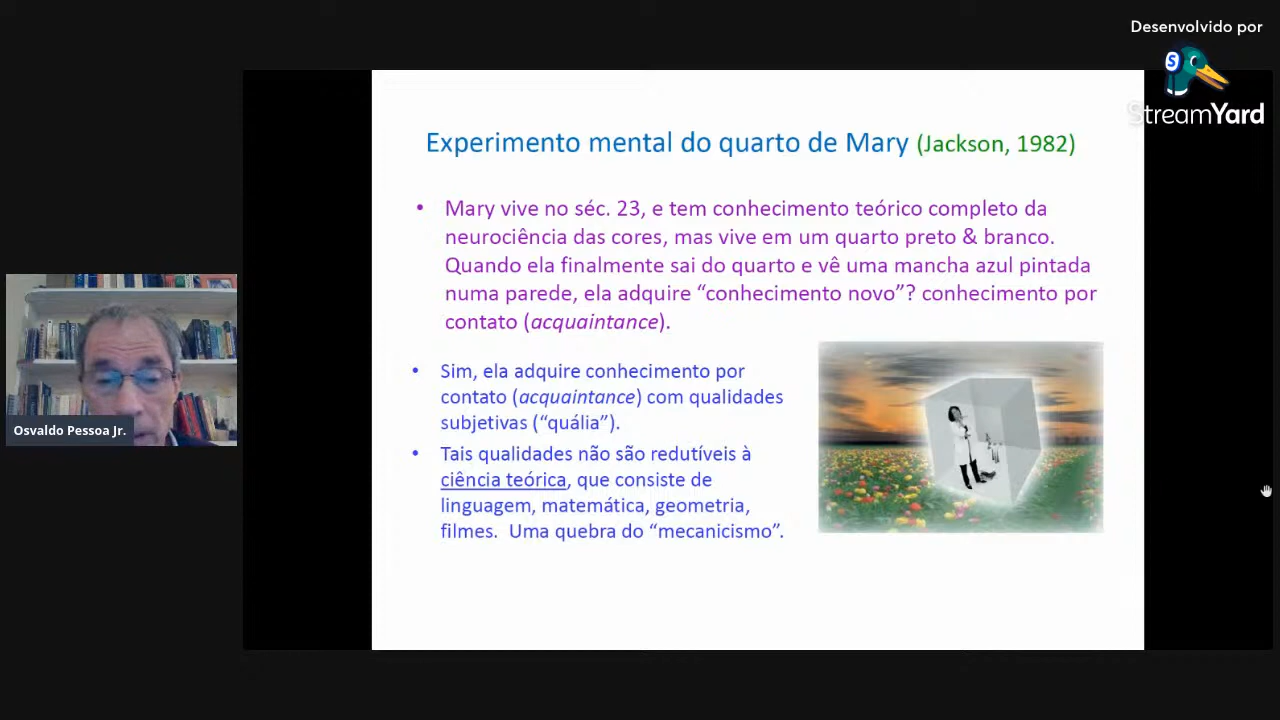 Desenvolvido por
StreamYard
Experimento mental do quarto de Mary (Jackson, 1982)
• Mary vive no séc. 23, e tem conhecimento teórico completo da
neurociência das cores, mas vive em um quarto preto & branco.
Quando ela finalmente sai do quarto e vê uma mancha azul pintada
numa parede, ela adquire “conhecimento novo”? conhecimento por
contato (acquaintance).
• Sim, ela adquire conhecimento por
contato (acquaintance) com qualidades
subjetivas (“quália”).
• Tais qualidades não são redutíveis à
ciência teórica, que consiste de
linguagem, matemática, geometria,
filmes. Uma quebra do “mecanicismo”.
Osvaldo Pessoa Jr.